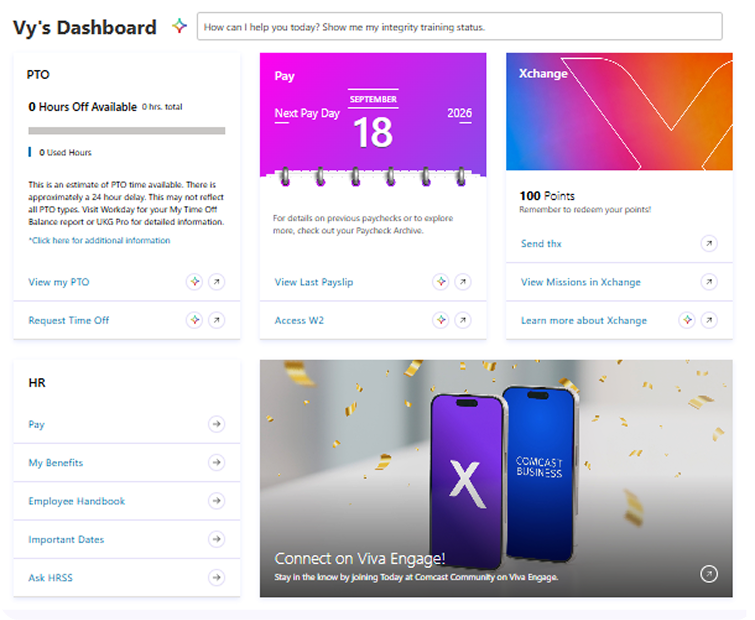 Vy's Dashboard
How can I help you today? Show me my integrity training status.
PTO
0 Hours Off Available 0 hrs. total
0 Used Hours
This is an estimate of PTO time available. There is
approximately a 24 hour delay. This may not reflect
all PTO types. Visit Workday for your My Time Off
Balance report or UKG Pro for detailed information.
*Click here for additional information
View my PTO
Request Time Off
Pay
Next Pay Day
SEPTEMBER
18
2026
For details on previous paychecks or to explore
more, check out your Paycheck Archive.
View Last Payslip
Access W2
Xchange
100 Points
Remember to redeem your points!
Send thx
View Missions in Xchange
Learn more about Xchange
HR
Pay
My Benefits
Employee Handbook
Important Dates
Ask HRSS
X
COMCAST
BUSINESS
Connect on Viva Engage!
Stay in the know by Joining Today at Comcast Community on Viva Engage.